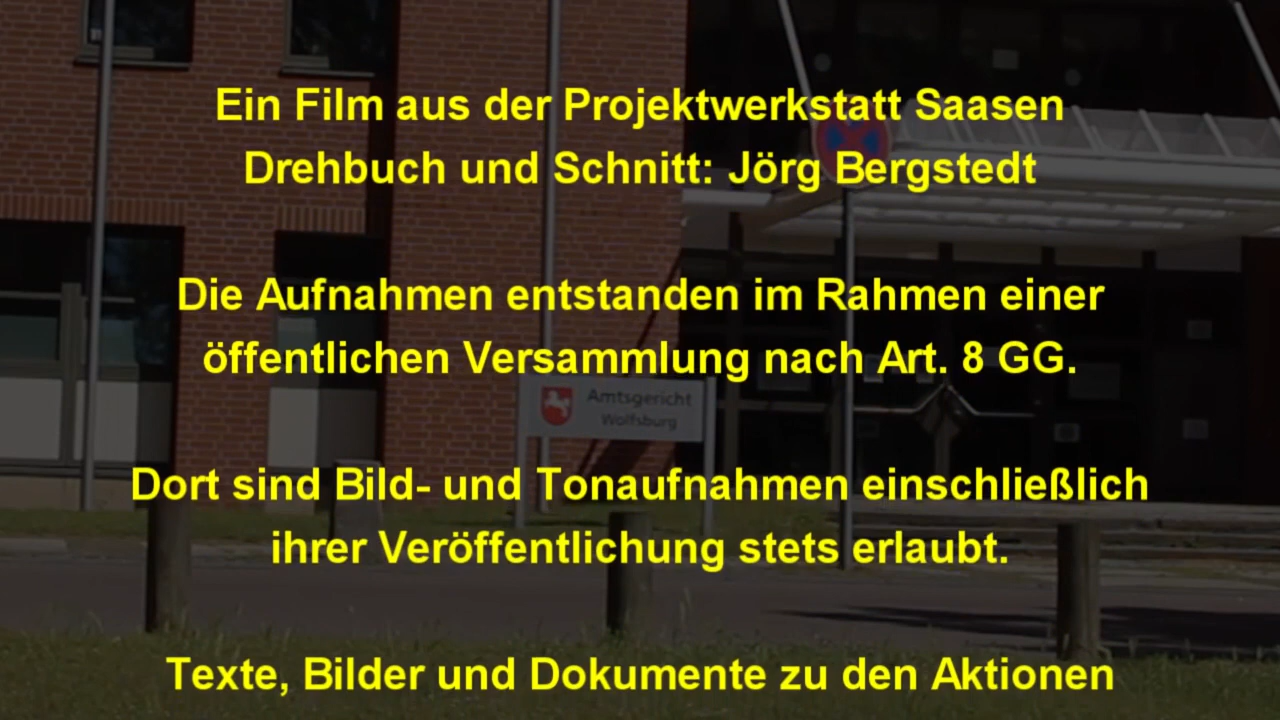 Ein Film aus der Projektwerkstatt Saasen
Drehbuch und Schnitt: Jörg Bergstedt
Die Aufnahmen entstanden im Rahmen einer
öffentlichen Versammlung nach Art. 8 GG.
Amtsgericht
Wolfsburg
Dort sind Bild- und Tonaufnahmen einschließlich
ihrer Veröffentlichung stets erlaubt.
Texte, Bilder und Dokumente zu den Aktionen